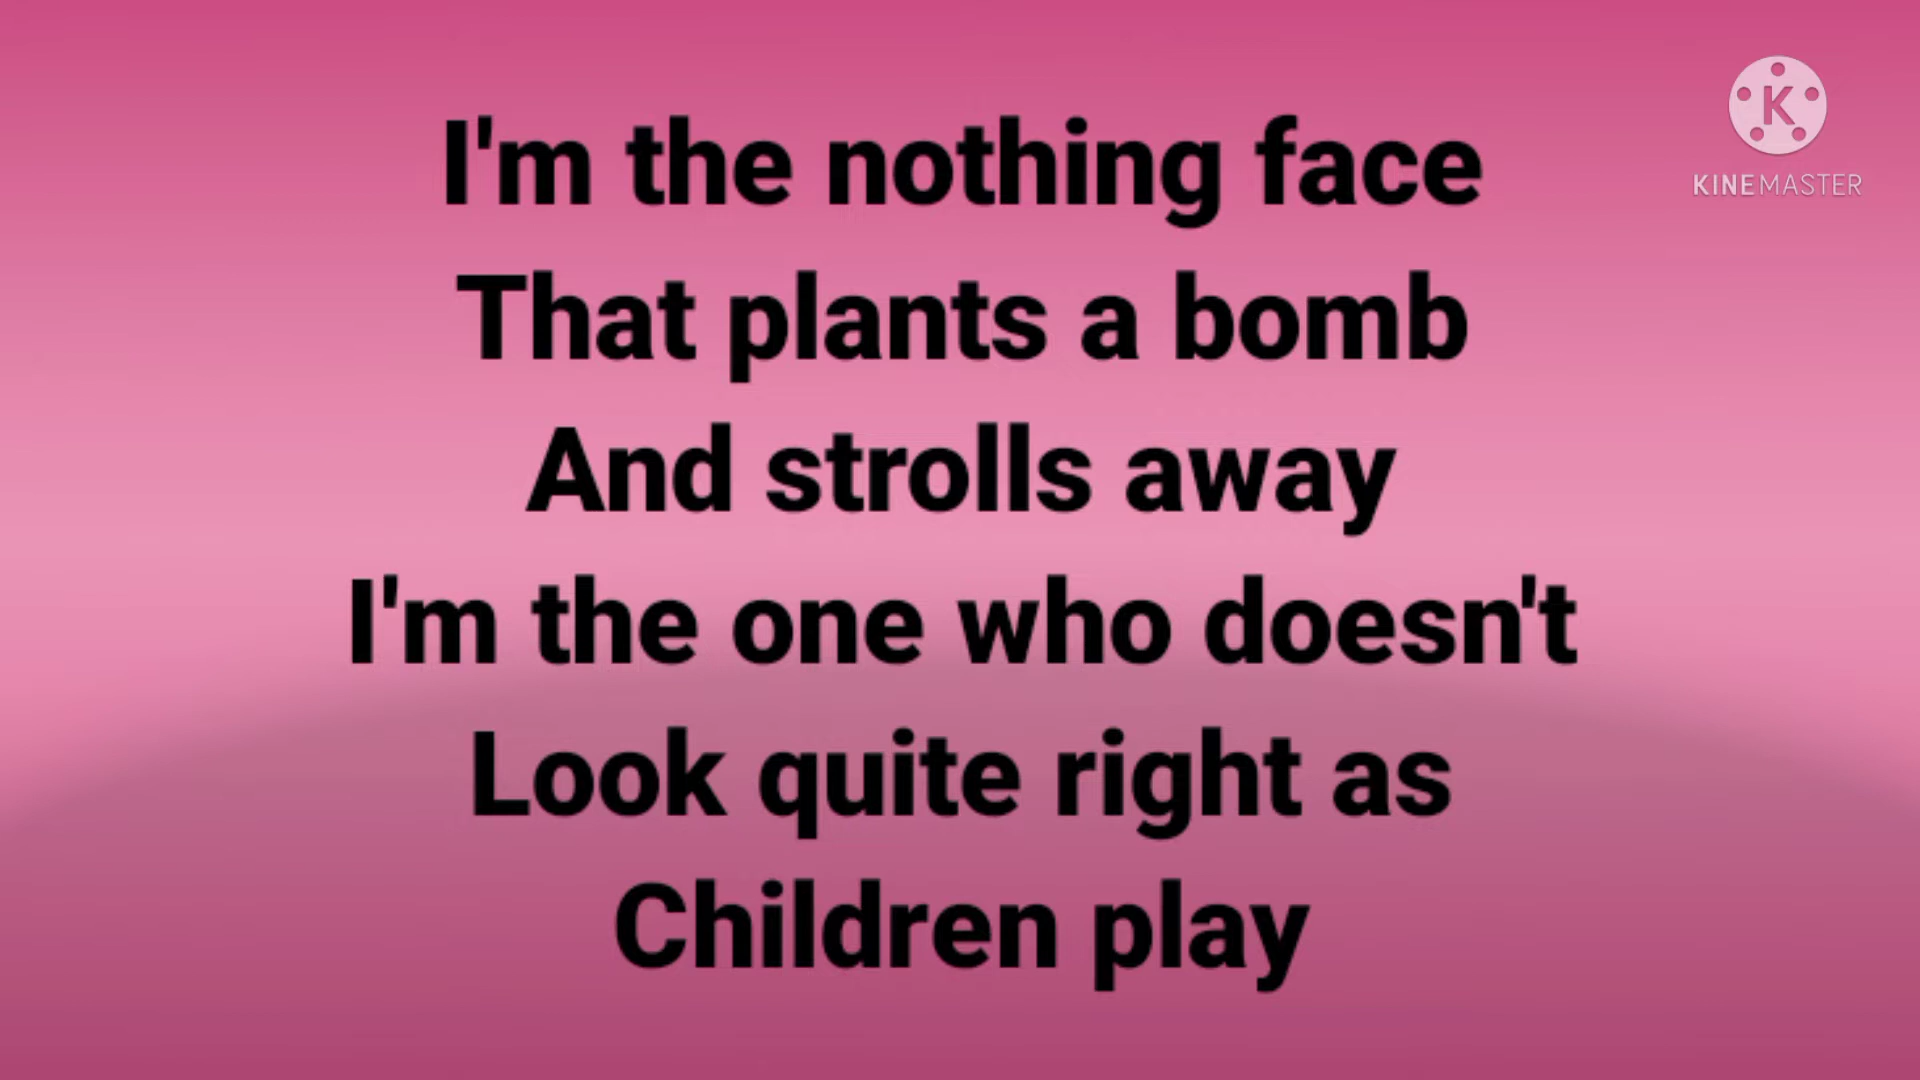 I'm the nothing face
That plants a bomb
And strolls away
I'm the one who doesn't
Look quite right as
Children play
K
KINEMASTER